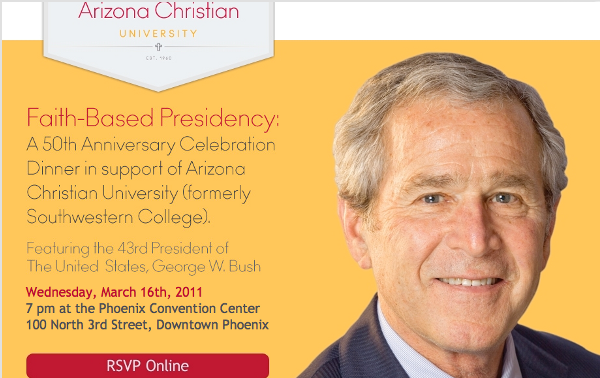 Arizona Christian
UNIVERSITY
EST. 1960
Faith-Based Presidency:
A 50th Anniversary Celebration
Dinner in support of Arizona
Christian University (formerly
Southwestern College).
Featuring the 43rd President of
The United States, George W. Bush
Wednesday, March 16th, 2011
7 pm at the Phoenix Convention Center
100 North 3rd Street, Downtown Phoenix
RSVP Online